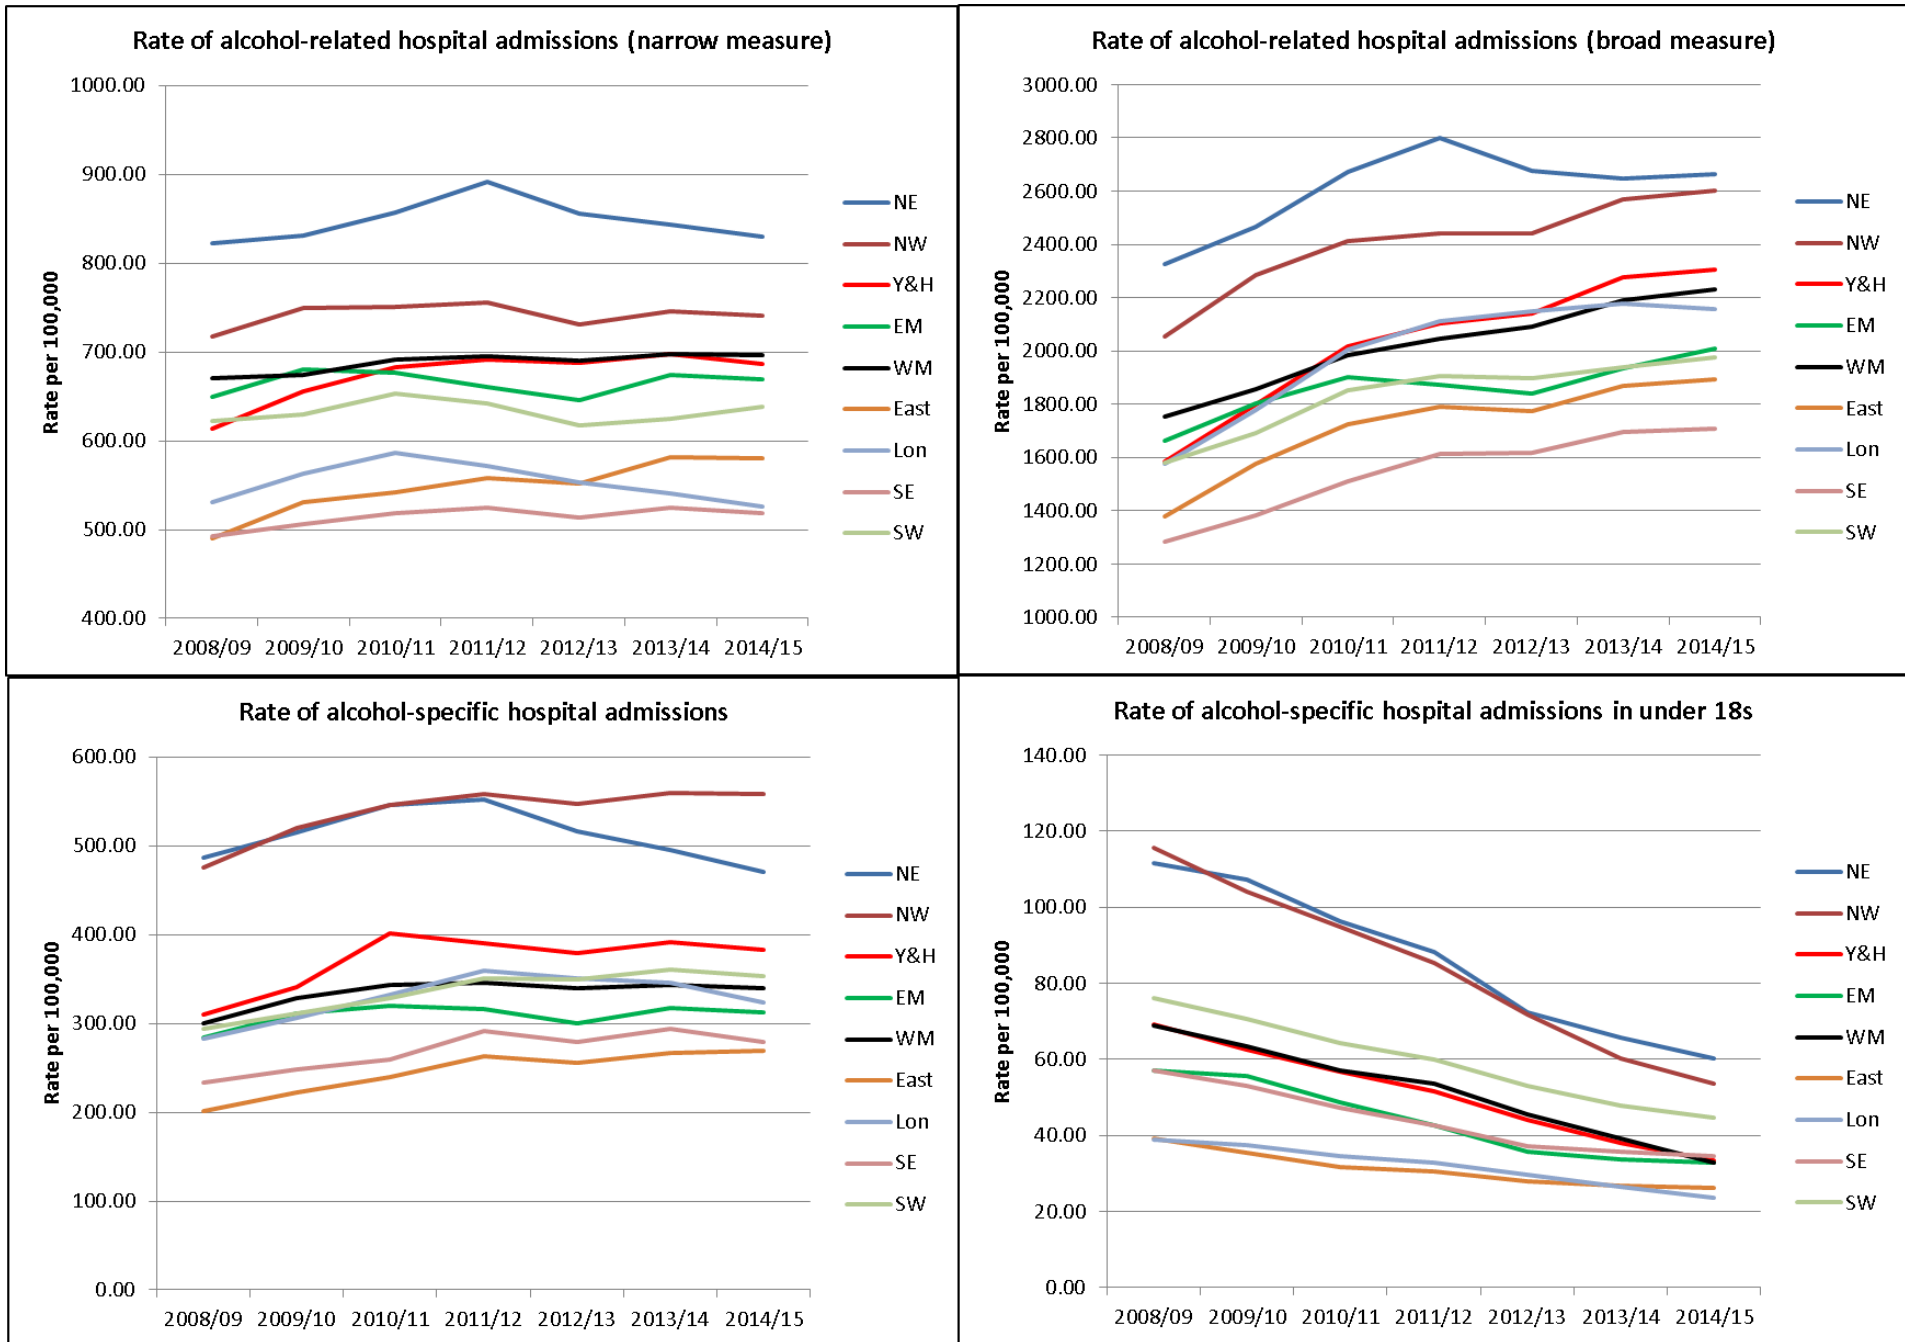 Rate of alcohol-related hospital admissions (narrow measure)
Rate per 100,000
1000.00
900.00
800.00
700.00
600.00
500.00
400.00
2008/09 2009/10 2010/11 2011/12 2012/13 2013/14 2014/15
NE
NW
Y&H
EM
WM
East
Lon
SE
SW
Rate of alcohol-related hospital admissions (broad measure)
Rate per 100,000
3000.00
2800.00
2600.00
2400.00
2200.00
2000.00
1800.00
1600.00
1400.00
1200.00
1000.00
2008/09 2009/10 2010/11 2011/12 2012/13 2013/14 2014/15
NE
NW
Y&H
EM
WM
East
Lon
SE
SW
Rate of alcohol-specific hospital admissions
Rate per 100,000
600.00
500.00
400.00
300.00
200.00
100.00
0.00
2008/09 2009/10 2010/11 2011/12 2012/13 2013/14 2014/15
NE
NW
Y&H
EM
WM
East
Lon
SE
SW
Rate of alcohol-specific hospital admissions in under 18s
Rate per 100,000
140.00
120.00
100.00
80.00
60.00
40.00
20.00
0.00
2008/09 2009/10 2010/11 2011/12 2012/13 2013/14 2014/15
NE
NW
Y&H
EM
WM
East
Lon
SE
SW